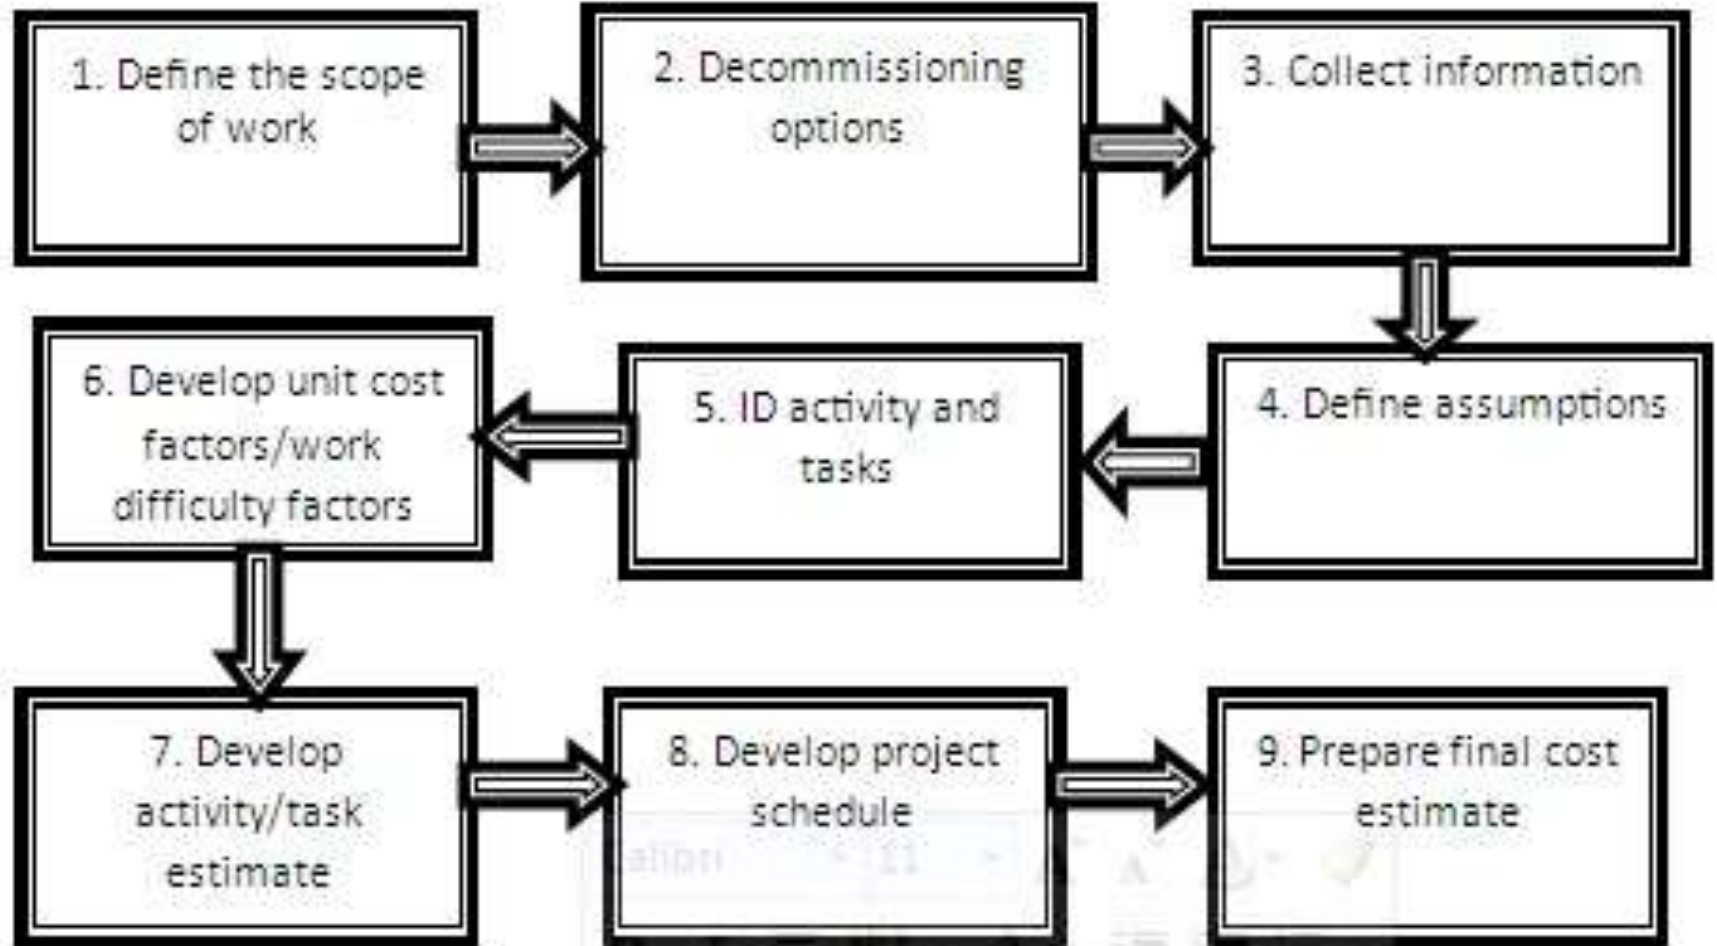 1. Define the scope
of work
2. Decommissioning
options
3. Collect information
4. Define assumptions
5. ID activity and
tasks
6. Develop unit cost
factors/work
difficulty factors
7. Develop
activity/task
estimate
8. Develop project
schedule
9. Prepare final cost
estimate